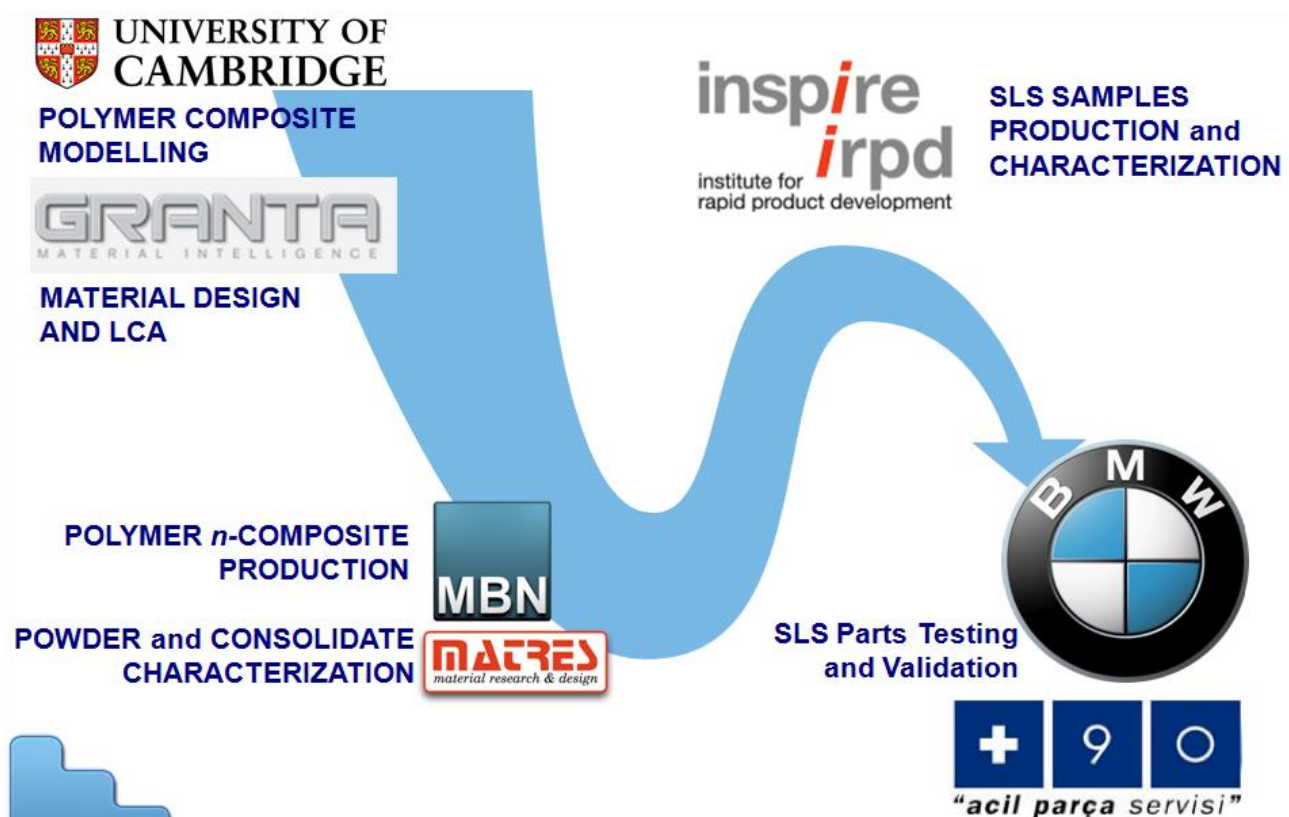 UNIVERSITY OF
CAMBRIDGE
POLYMER COMPOSITE
MODELLING
GRANTA
MATERIAL INTELLIGENCE
MATERIAL DESIGN
AND LCA
inspire
irpd
institute for
rapid product development
SLS SAMPLES
PRODUCTION and
CHARACTERIZATION
POLYMER n-COMPOSITE
PRODUCTION
MBN
POWDER and CONSOLIDATE
CHARACTERIZATION
MATRES
material research & design
BMW
SLS Parts Testing
and Validation
+90
"acil parça servisi"